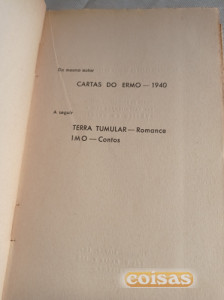 Do mesmo autor
CARTAS DO ERMO — 1940
A seguir
TERRA TUMULAR — Romance
IMO — Contos
coisas